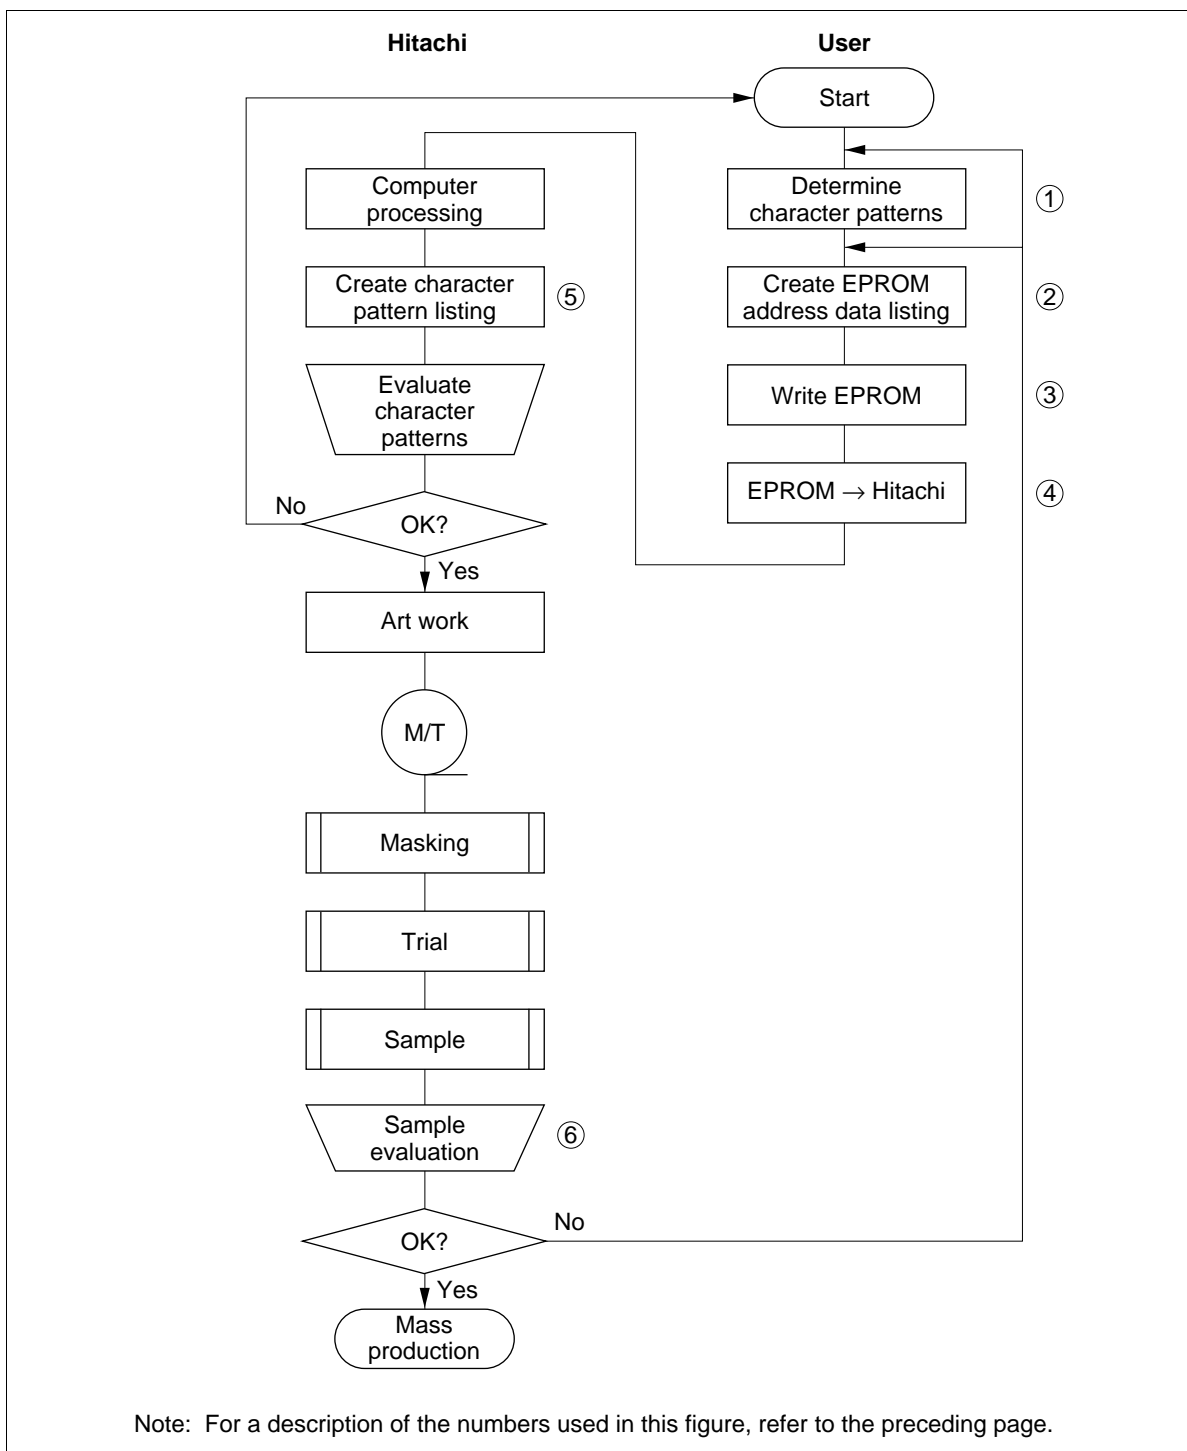 Hitachi
User
Start
Determine
character patterns
①
Create EPROM
address data listing
②
Write EPROM
③
EPROM → Hitachi
④
Computer
processing
Create character
pattern listing
⑤
Evaluate
character
patterns
No
OK?
Yes
Art work
M/T
Masking
Trial
Sample
Sample
evaluation
⑥
OK?
No
Yes
Mass
production
Note: For a description of the numbers used in this figure, refer to the preceding page.